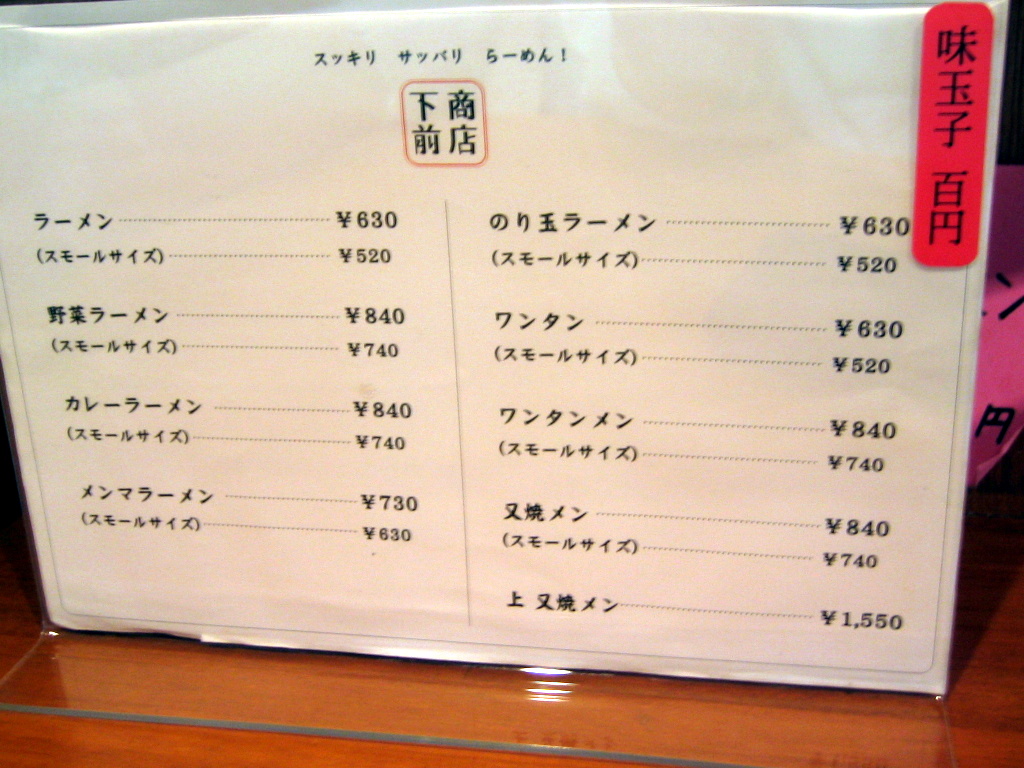 スッキリ サッパリ らーめん！
下前
商店
ラーメン ¥630
(スモールサイズ) ¥520
野菜ラーメン ¥840
(スモールサイズ) ¥740
カレーラーメン ¥840
(スモールサイズ) ¥740
メンマラーメン ¥730
(スモールサイズ) ¥630
のり玉ラーメン ¥630
(スモールサイズ) ¥520
ワンタン ¥630
(スモールサイズ) ¥520
ワンタンメン ¥840
(スモールサイズ) ¥740
叉焼メン ¥840
(スモールサイズ) ¥740
上 叉焼メン ¥1,550
味玉子 百円
ン
円